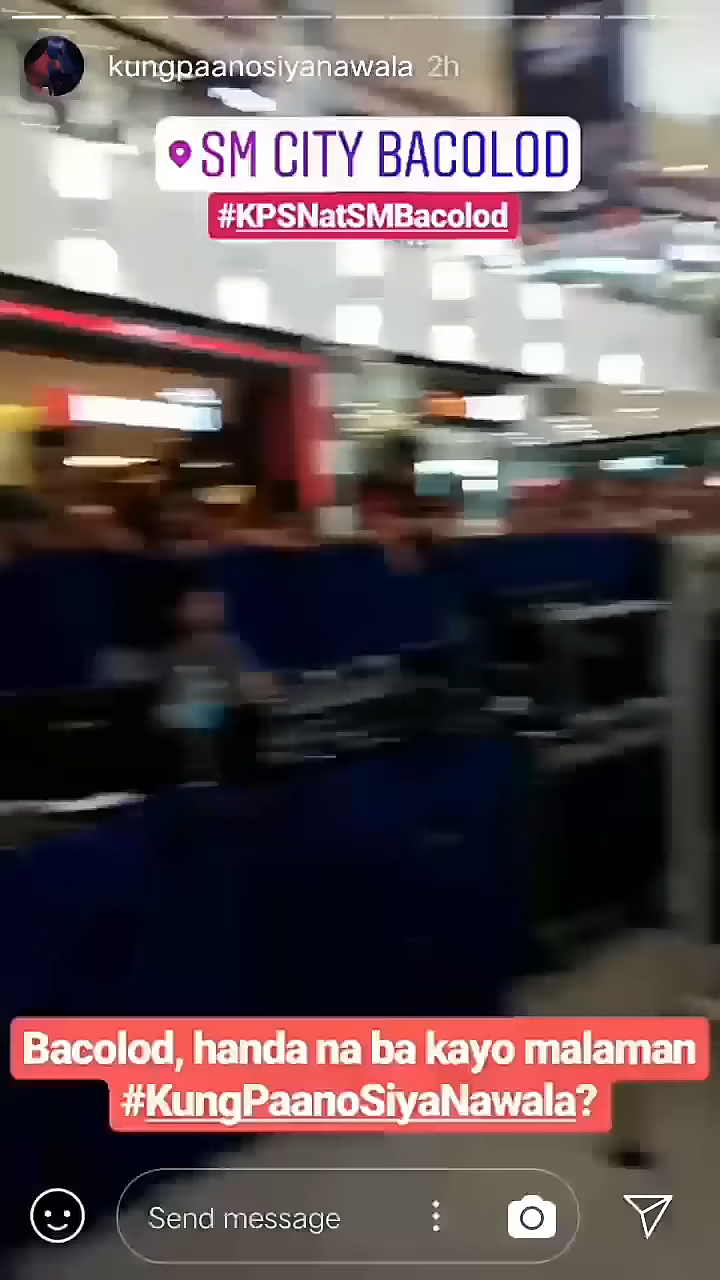 kungpaanosiyanawala 2h
SM CITY BACOLOD
#KPSNatSMBacolod
Bacolod, handa na ba kayo malaman
#KungPaanoSiyaNawala?
Send message